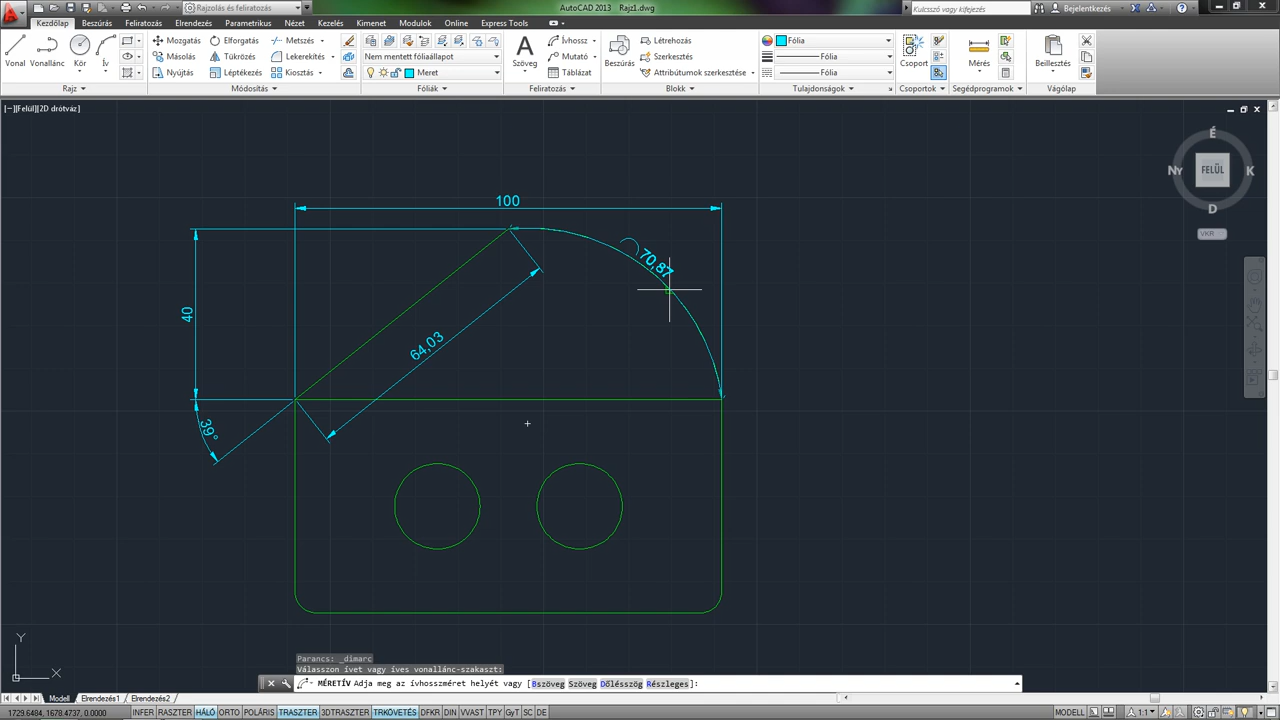 Rajzolás és feliratozás
AutoCAD 2013 Rajz1.dwg
Kulcsszó vagy kifejezés
Bejelentkezés
Kezdőlap Beszúrás Feliratozás Elrendezés Parametrikus Nézet Kezelés Kimenet Modulok Online Express Tools
Vonal
Vonallánc
Kör
Ív
Mozgatás Elforgatás Metszés
Másolás Tükrözés Lekerekítés
Nyújtás Léptékezés Kiosztás
Nem mentett fóliaállapot
Meret
Szöveg
Ívhossz
Mutató
Táblázat
Beszúrás
Létrehozás
Szerkesztés
Attribútumok szerkesztése
Fólia
Fólia
Fólia
Csoport
Mérés
Beillesztés
Rajz Módosítás Fóliák Feliratozás Blokk Tulajdonságok Csoportok Segédprogramok Vágólap
[−][Felül][2D drótváz]
É
NY FELÜL K
D
VKR
100
70,87
40
64,03
39°
Y
X
Parancs: _dimarc
Válasszon ívet vagy íves vonallánc-szakaszt:
MÉRETÍV Adja meg az ívhosszméret helyét vagy [Bszöveg Szöveg Dőlésszög Részleges]:
Modell Elrendezés1 Elrendezés2
1729.6484, 1678.4737, 0.0000
INFER RASZTER HÁLÓ ORTO POLÁRIS TRASZTER 3DTRASZTER TRKÖVETÉS DFKR DIN VVAST TPY GyT SC DE
MODELL
1:1